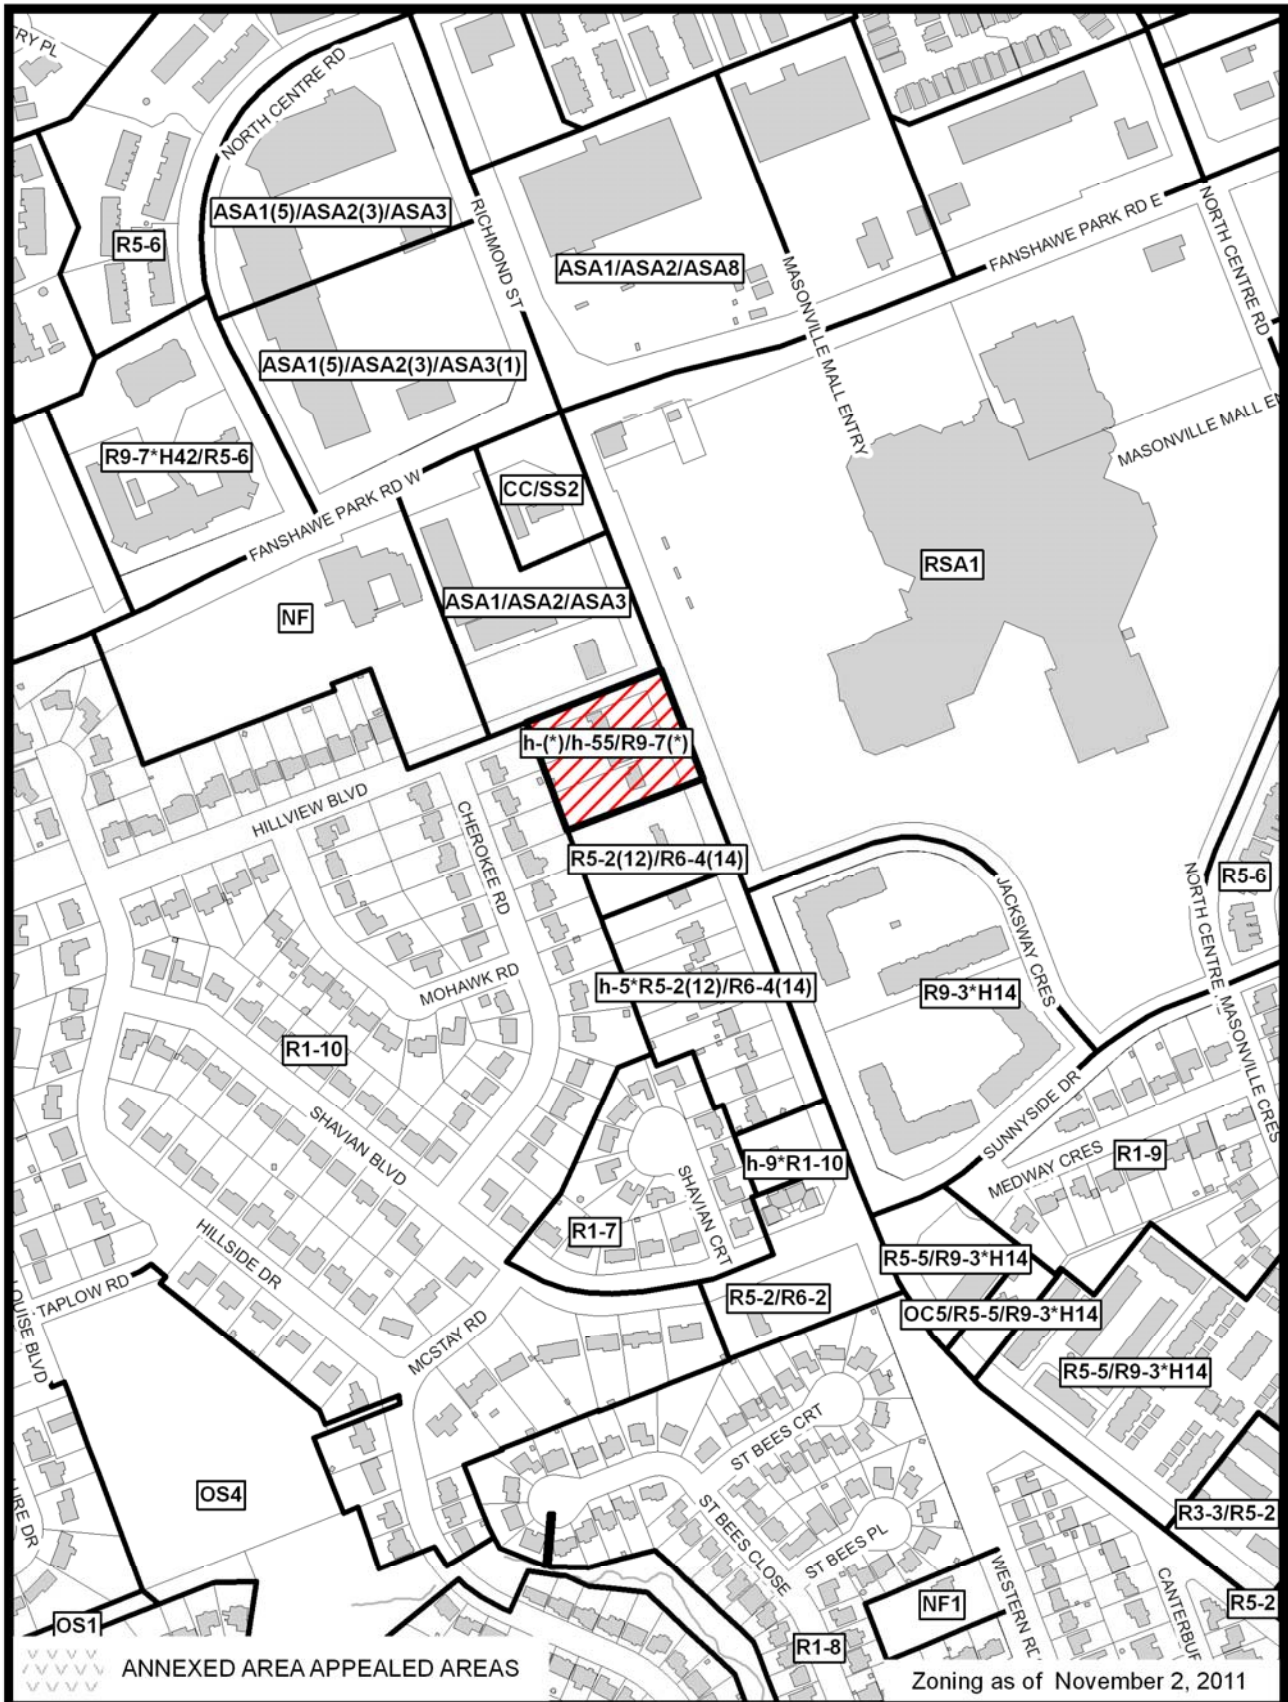 RY PL
NORTH CENTRE RD
ASA1(5)/ASA2(3)/ASA3
R5-6
RICHMOND ST
ASA1/ASA2/ASA8
MASONVILLE MALL ENTRY
FANSHAWE PARK RD E
NORTH CENTRE RD
ASA1(5)/ASA2(3)/ASA3(1)
R9-7*H42/R5-6
FANSHAWE PARK RD W
CC/SS2
MASONVILLE MALL EN
RSA1
ASA1/ASA2/ASA3
NF
h-(*)/h-55/R9-7(*)
HILLVIEW BLVD
CHEROKEE RD
R5-2(12)/R6-4(14)
JACKSWAY CRES
NORTH CENTRE
R5-6
MOHAWK RD
h-5*R5-2(12)/R6-4(14)
R9-3*H14
R1-10
MASONVILLE CRES
SUNNYSIDE DR
SHAVIAN BLVD
h-9*R1-10
MEDWAY CRES
R1-9
SHAVIAN CRT
R1-7
HILLSIDE DR
R5-5/R9-3*H14
TAPLOW RD
LOUISE BLVD
R5-2/R6-2
OC5/R5-5/R9-3*H14
MCSTAY RD
R5-5/R9-3*H14
ST BEES CRT
OS4
URE DR
ST BEES CLOSE
ST BEES PL
R3-3/R5-2
WESTERN RD
CANTERBUR
NF1
R5-2
OS1
R1-8
ANNEXED AREA APPEALED AREAS
Zoning as of November 2, 2011